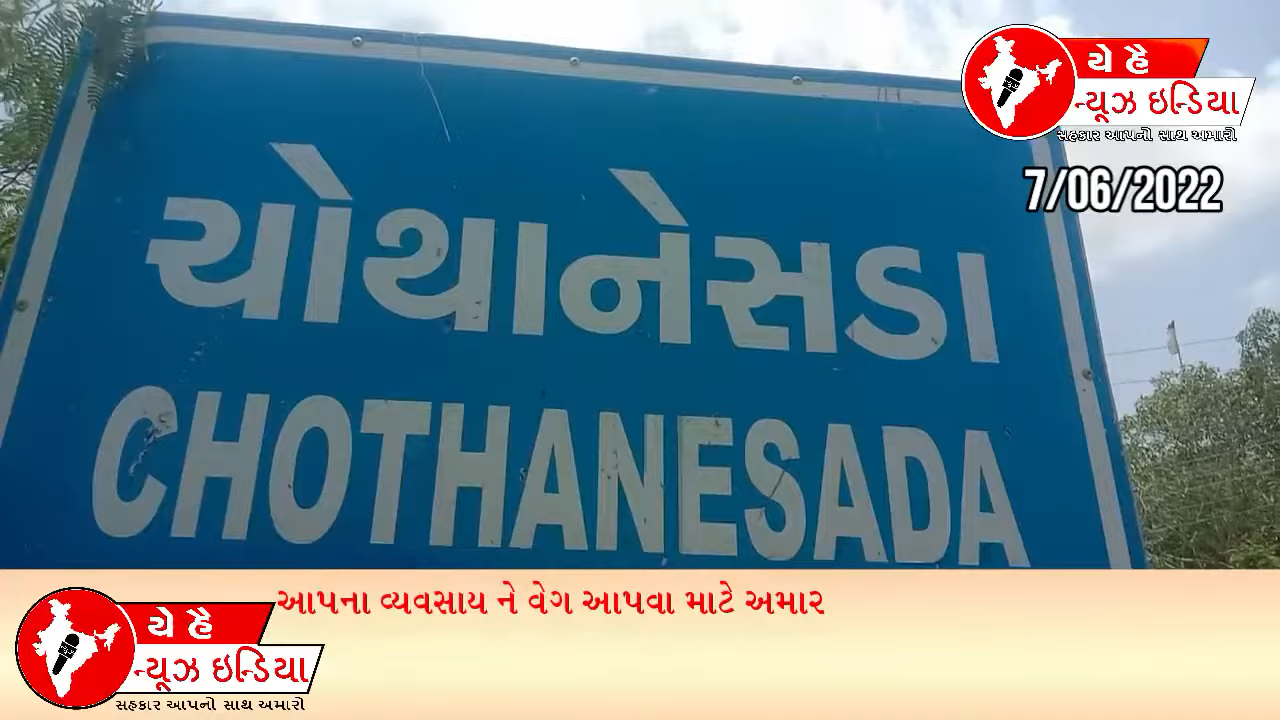 યે હૈ
ન્યૂઝ ઇન્ડિયા
સહકાર આપનો સાથ અમારો
7/06/2022
ચોથાનેસડા
CHOTHANESADA
આપના વ્યવસાય ને વેગ આપવા માટે અમાર
યે હૈ
ન્યૂઝ ઇન્ડિયા
સહકાર આપનો સાથ અમારો